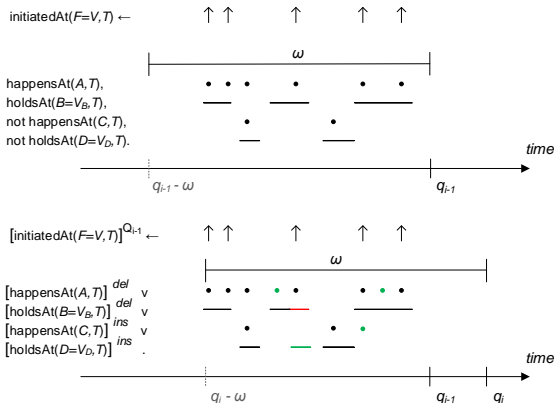 initiatedAt(F=V,T) ←
ω
happensAt(A,T),
holdsAt(B=V_B,T),
not happensAt(C,T),
not holdsAt(D=V_D,T).
time
q_{i-1} - ω
q_{i-1}
[initiatedAt(F=V,T)]^{Q_{i-1}} ←
ω
[happensAt(A,T)]^{del} v
[holdsAt(B=V_B,T)]^{del} v
[happensAt(C,T)]^{ins} v
[holdsAt(D=V_D,T)]^{ins} .
time
q_i - ω
q_{i-1}
q_i